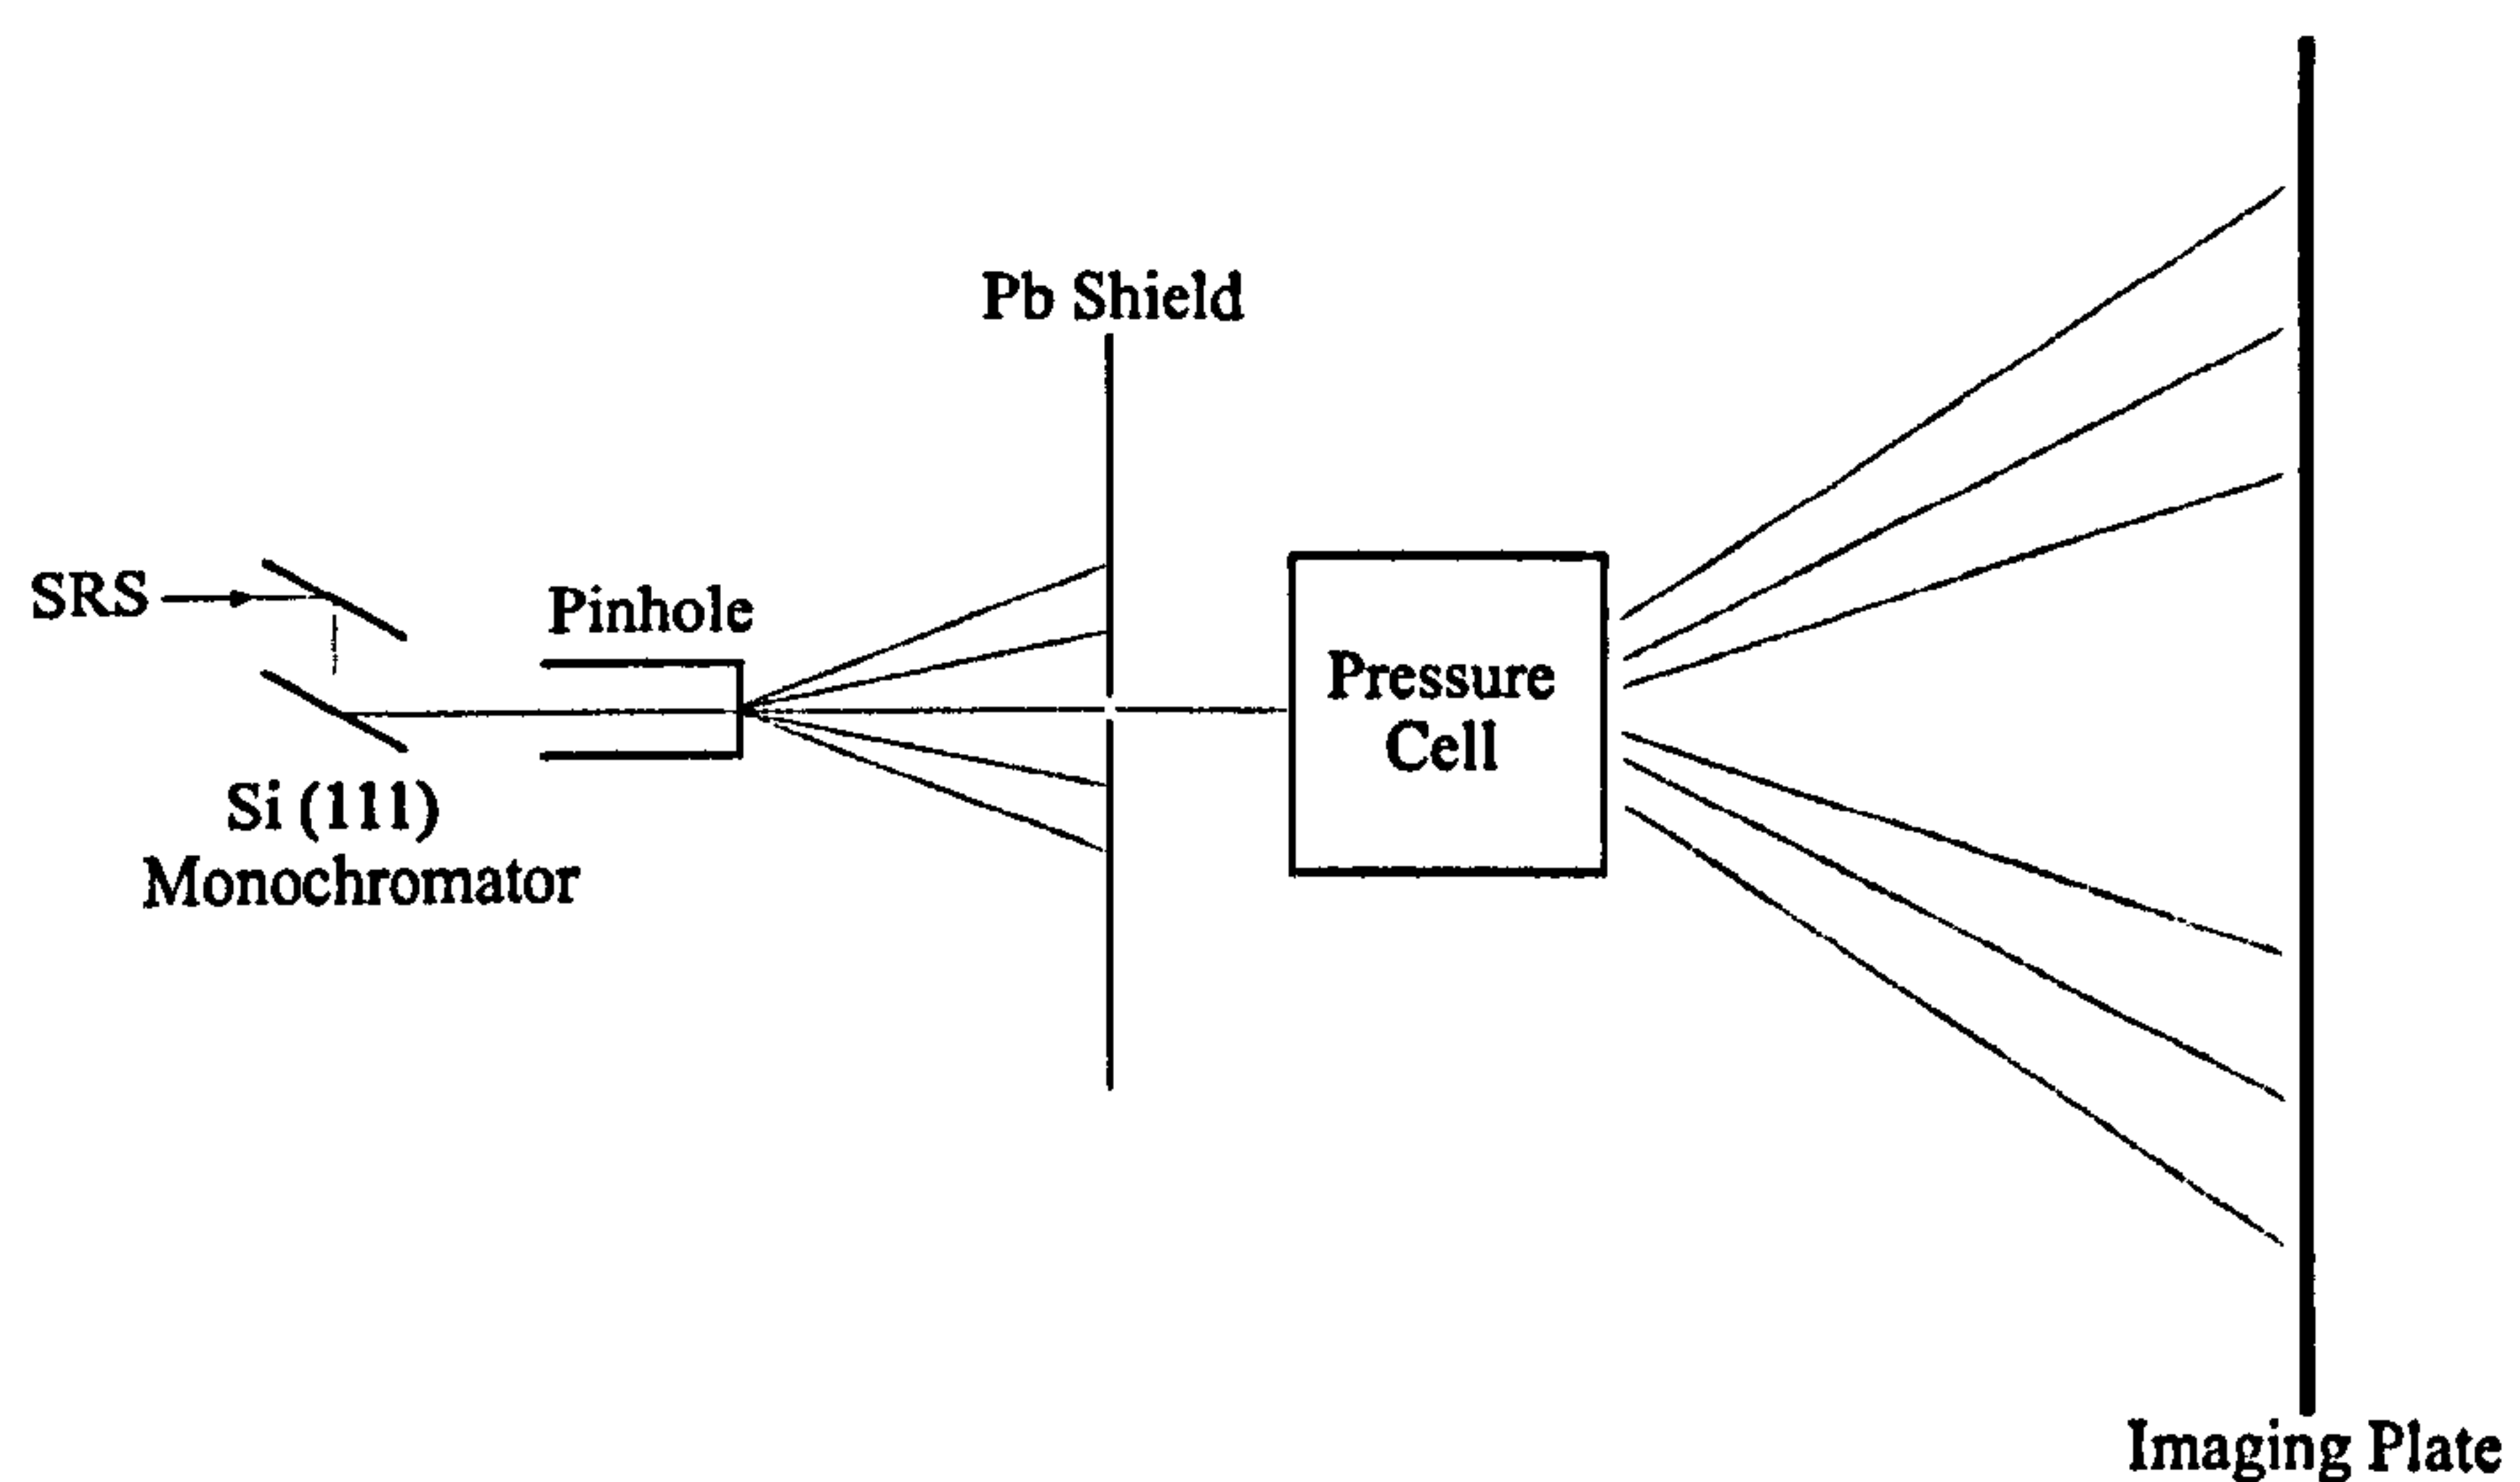 Pb Shield
SRS
Pinhole
Pressure
Cell
Si (111)
Monochromator
Imaging Plate